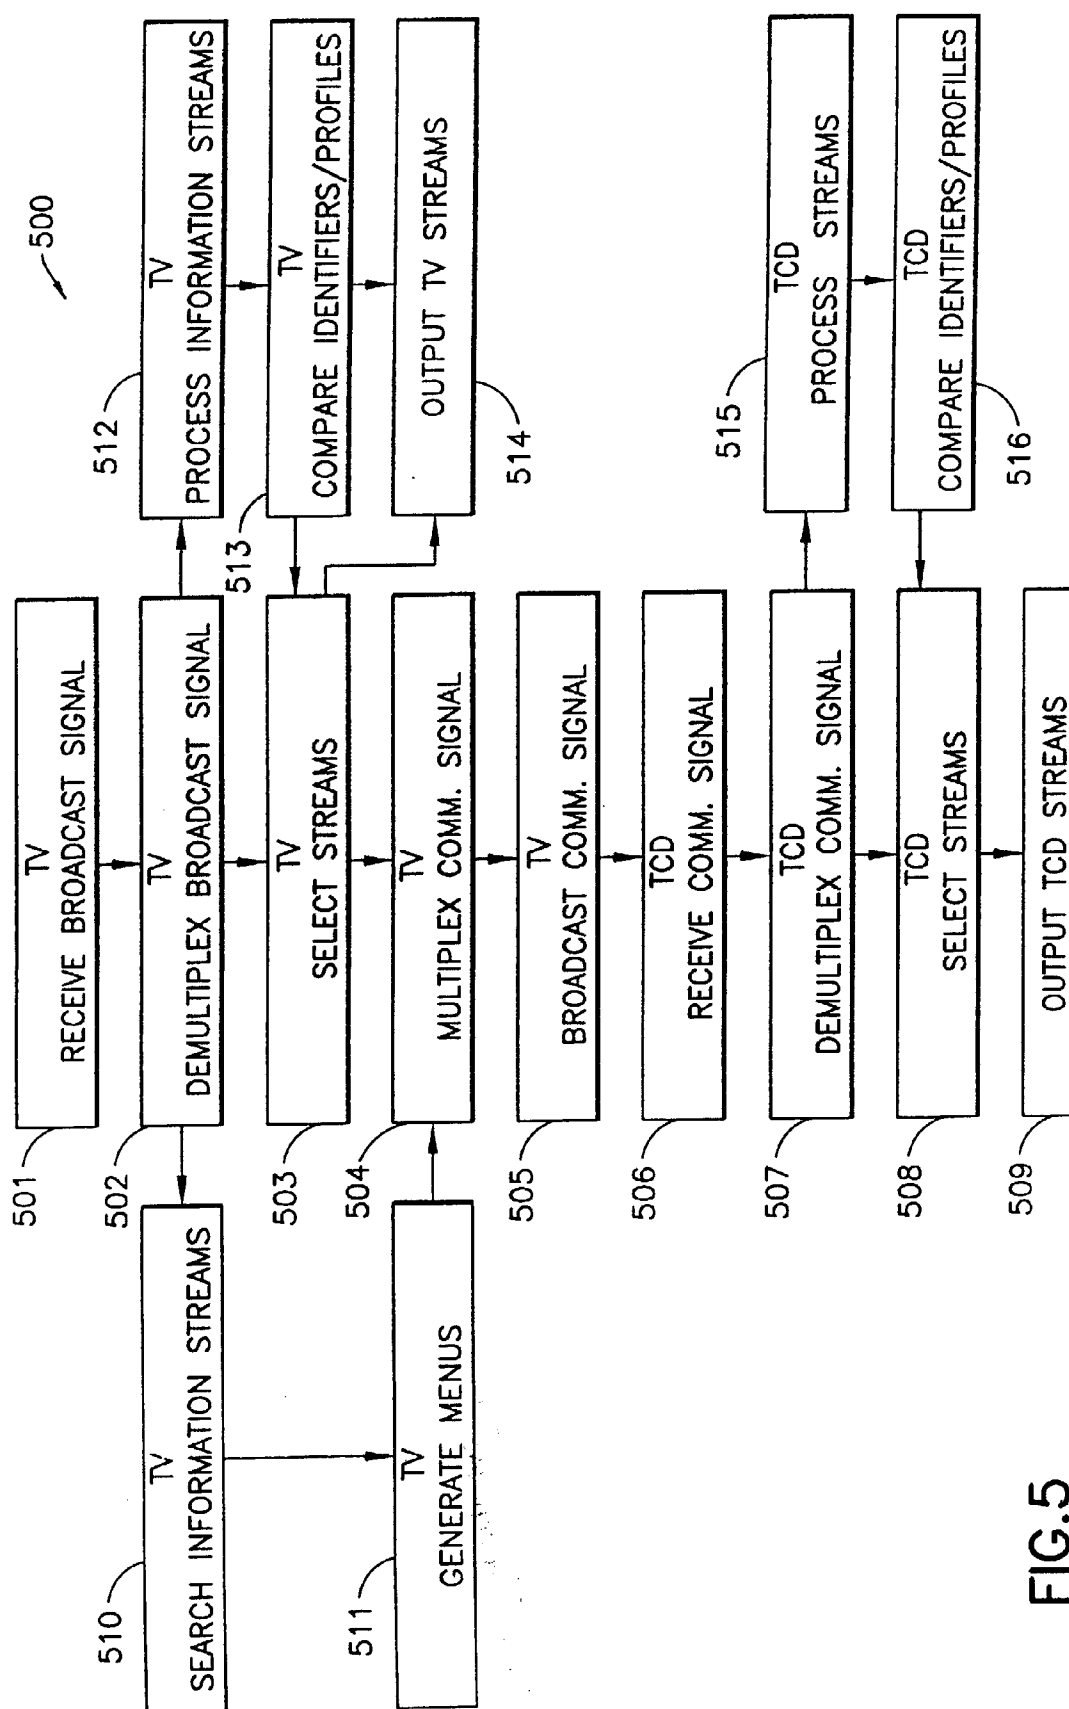 500
501
TV
RECEIVE BROADCAST SIGNAL
502
TV
DEMULTIPLEX BROADCAST SIGNAL
503
TV
SELECT STREAMS
504
TV
MULTIPLEX COMM. SIGNAL
505
TV
BROADCAST COMM. SIGNAL
506
TCD
RECEIVE COMM. SIGNAL
507
TCD
DEMULTIPLEX COMM. SIGNAL
508
TCD
SELECT STREAMS
509
OUTPUT TCD STREAMS
510
TV
SEARCH INFORMATION STREAMS
511
TV
GENERATE MENUS
512
TV
PROCESS INFORMATION STREAMS
513
TV
COMPARE IDENTIFIERS/PROFILES
514
OUTPUT TV STREAMS
515
TCD
PROCESS STREAMS
516
TCD
COMPARE IDENTIFIERS/PROFILES
FIG.5